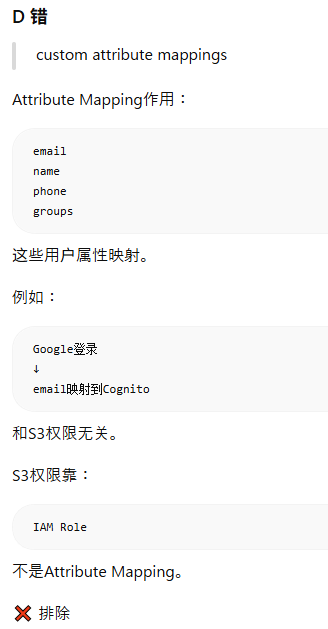 D 错
custom attribute mappings
Attribute Mapping作用：
email
name
phone
groups
这些用户属性映射。
例如：
Google登录
↓
email映射到Cognito
和S3权限无关。
S3权限靠：
IAM Role
不是Attribute Mapping。
❌ 排除